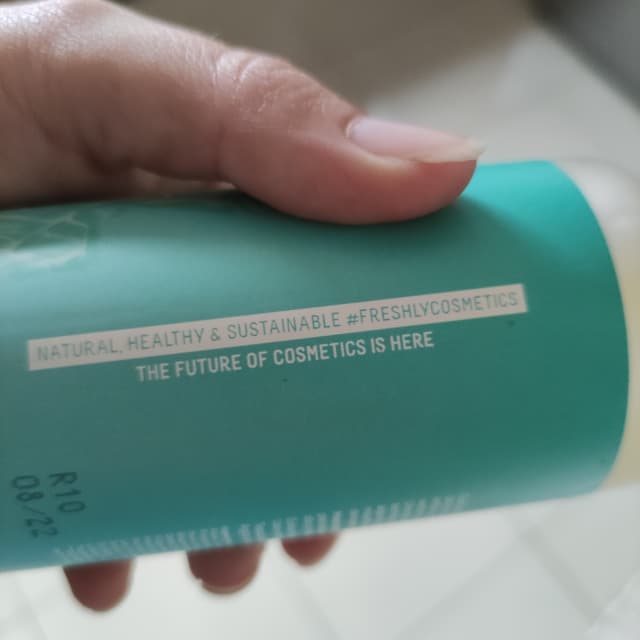 NATURAL, HEALTHY & SUSTAINABLE #FRESHLYCOSMETICS
THE FUTURE OF COSMETICS IS HERE
R10
08/22